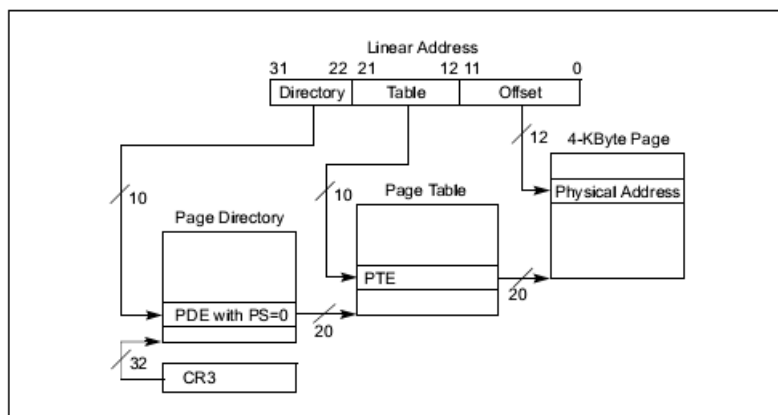 Linear Address
31 22 21 12 11 0
Directory Table Offset
12 4-KByte Page
10 10 Page Table Physical Address
Page Directory
PTE
20
PDE with PS=0
20
32
CR3